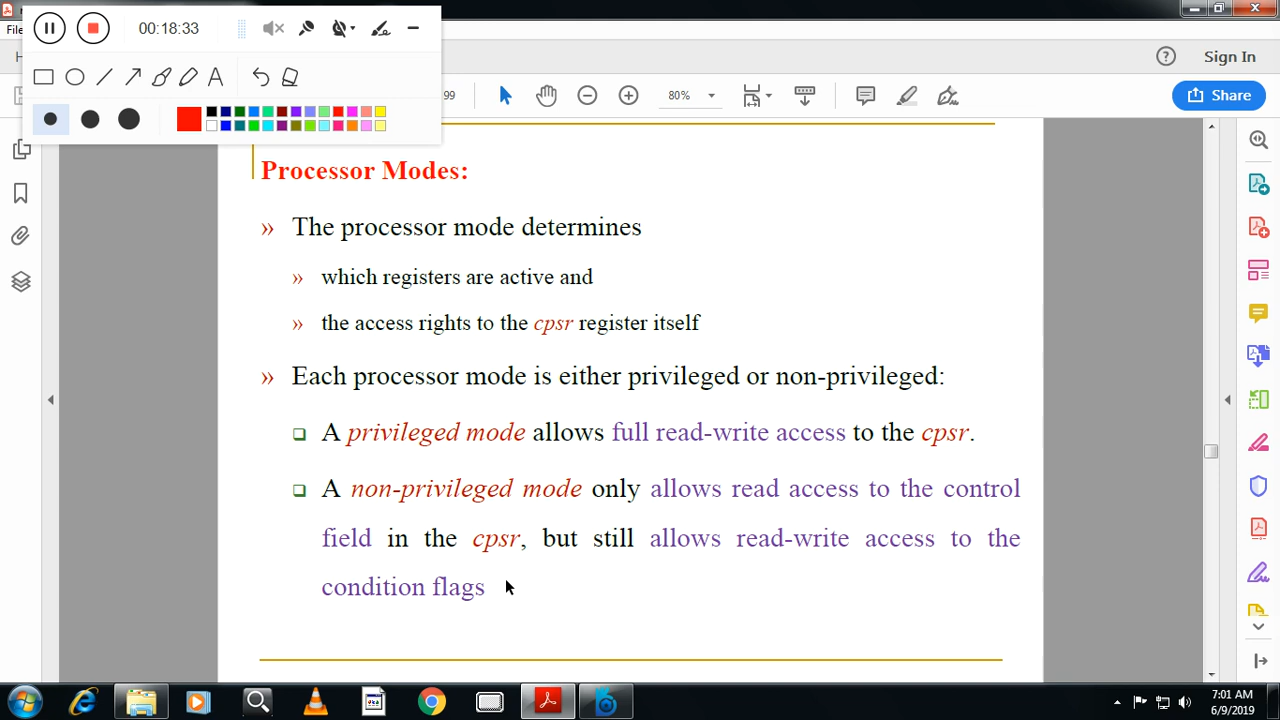 File
00:18:33
A
99
80%
Sign In
Share
Processor Modes:
» The processor mode determines
» which registers are active and
» the access rights to the cpsr register itself
» Each processor mode is either privileged or non-privileged:
❑ A privileged mode allows full read-write access to the cpsr.
❑ A non-privileged mode only allows read access to the control
field in the cpsr, but still allows read-write access to the
condition flags
7:01 AM
6/9/2019